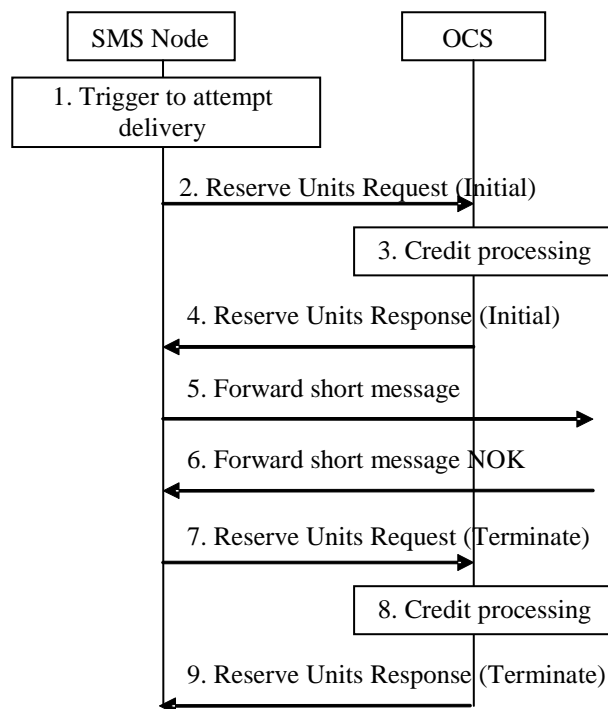 SMS Node
OCS
1. Trigger to attempt
delivery
2. Reserve Units Request (Initial)
3. Credit processing
4. Reserve Units Response (Initial)
5. Forward short message
6. Forward short message NOK
7. Reserve Units Request (Terminate)
8. Credit processing
9. Reserve Units Response (Terminate)